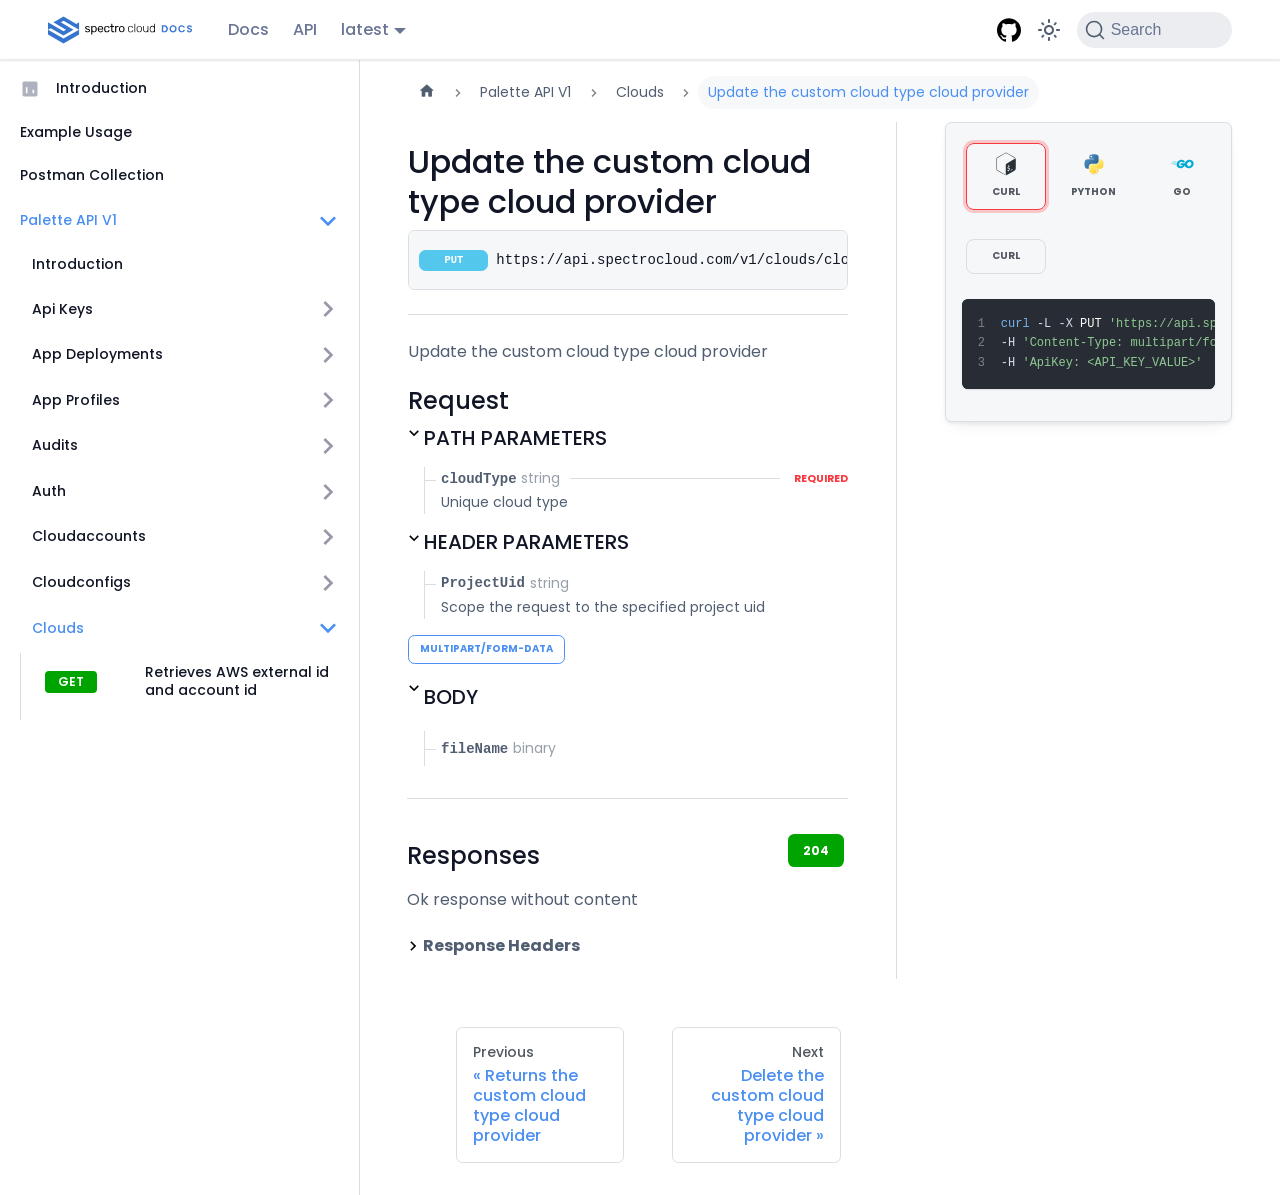 spectro cloud DOCS
Docs
API
latest
Search
Introduction
Example Usage
Postman Collection
Palette API V1
Introduction
Api Keys
App Deployments
App Profiles
Audits
Auth
Cloudaccounts
Cloudconfigs
Clouds
GET
Retrieves AWS external id
and account id
Palette API V1
Clouds
Update the custom cloud type cloud provider
Update the custom cloud
type cloud provider
PUT https://api.spectrocloud.com/v1/clouds/clo
Update the custom cloud type cloud provider
Request
PATH PARAMETERS
cloudType string REQUIRED
Unique cloud type
HEADER PARAMETERS
ProjectUid string
Scope the request to the specified project uid
MULTIPART/FORM-DATA
BODY
fileName binary
Responses
204
Ok response without content
Response Headers
Previous
« Returns the
custom cloud
type cloud
provider
Next
Delete the
custom cloud
type cloud
provider »
CURL
PYTHON
GO
GO
CURL
1 curl -L -X PUT 'https://api.sp
2 -H 'Content-Type: multipart/fo
3 -H 'ApiKey: <API_KEY_VALUE>'